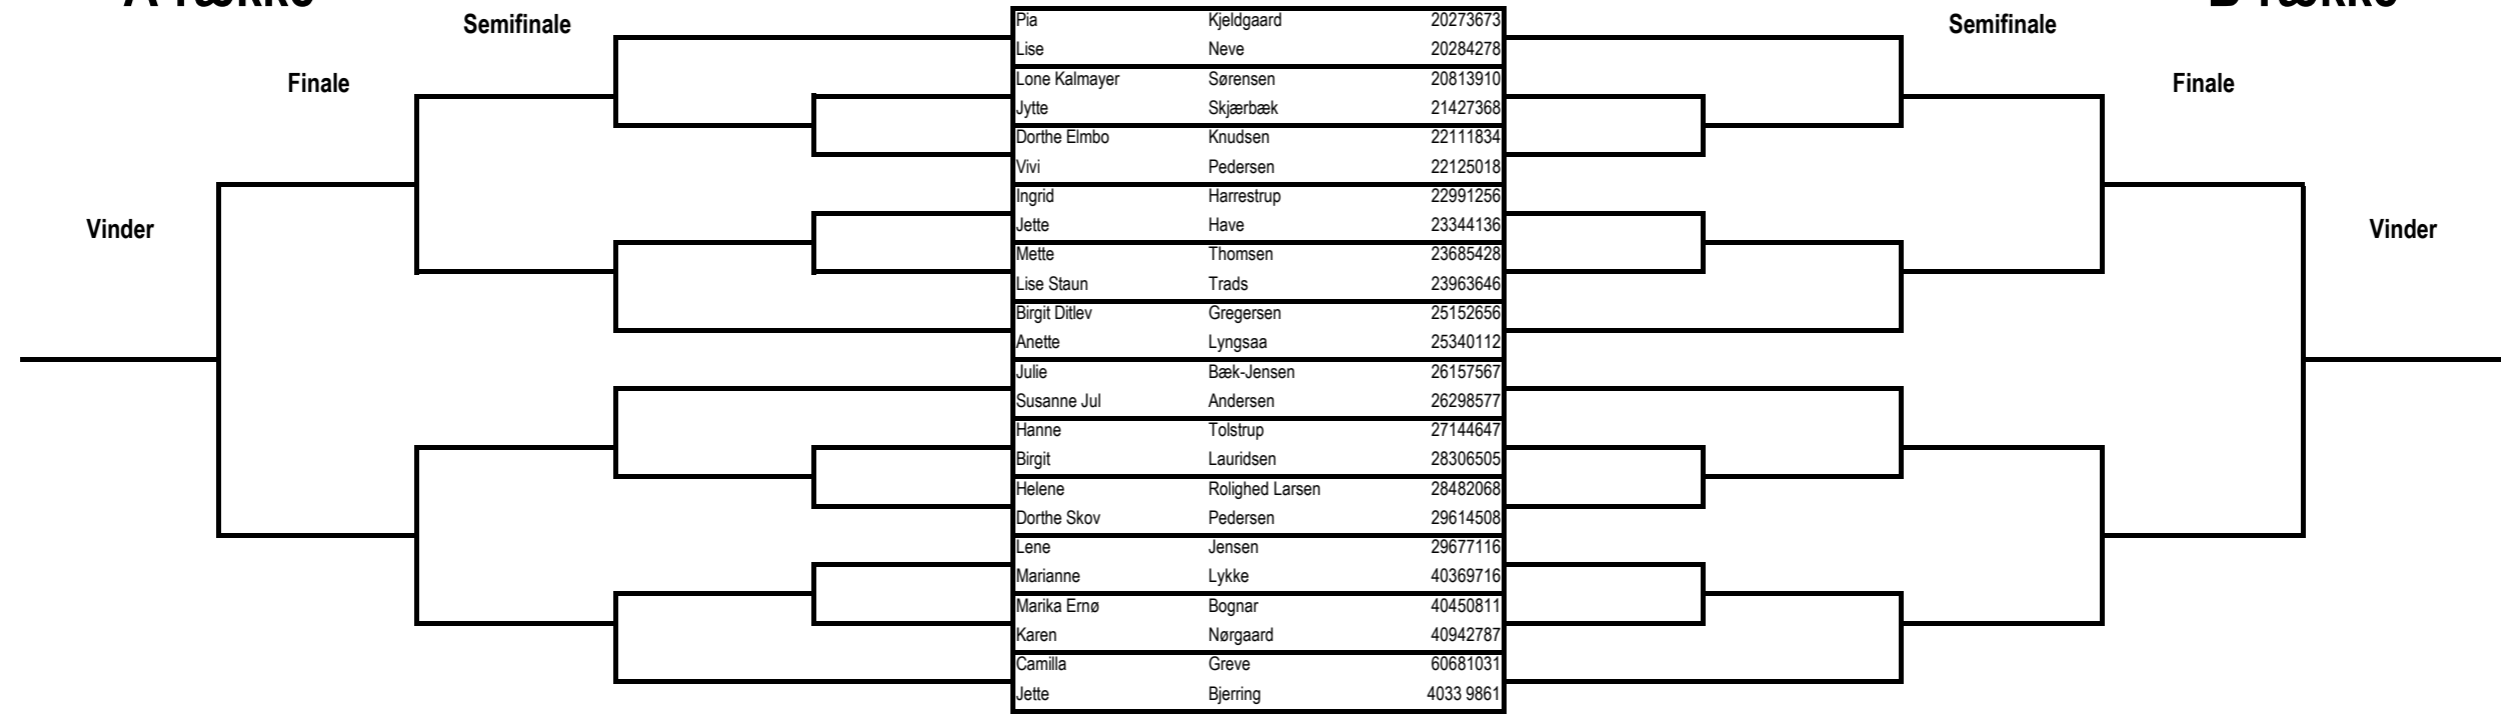 Semifinale
Semifinale
Finale
Finale
Vinder
Vinder
Pia Kjeldgaard 20273673
Lise Neve 20284278
Lone Kalmayer Sørensen 20813910
Jytte Skjærbæk 21427368
Dorthe Elmbo Knudsen 22111834
Vivi Pedersen 22125018
Ingrid Harrestrup 22991256
Jette Have 23344136
Mette Thomsen 23685428
Lise Staun Trads 23963646
Birgit Ditlev Gregersen 25152656
Anette Lyngsaa 25340112
Julie Bæk-Jensen 26157567
Susanne Jul Andersen 26298577
Hanne Tolstrup 27144647
Birgit Lauridsen 28306505
Helene Rolighed Larsen 28482068
Dorthe Skov Pedersen 29614508
Lene Jensen 29677116
Marianne Lykke 40369716
Marika Ernø Bognar 40450811
Karen Nørgaard 40942787
Camilla Greve 60681031
Jette Bjerring 4033 9861